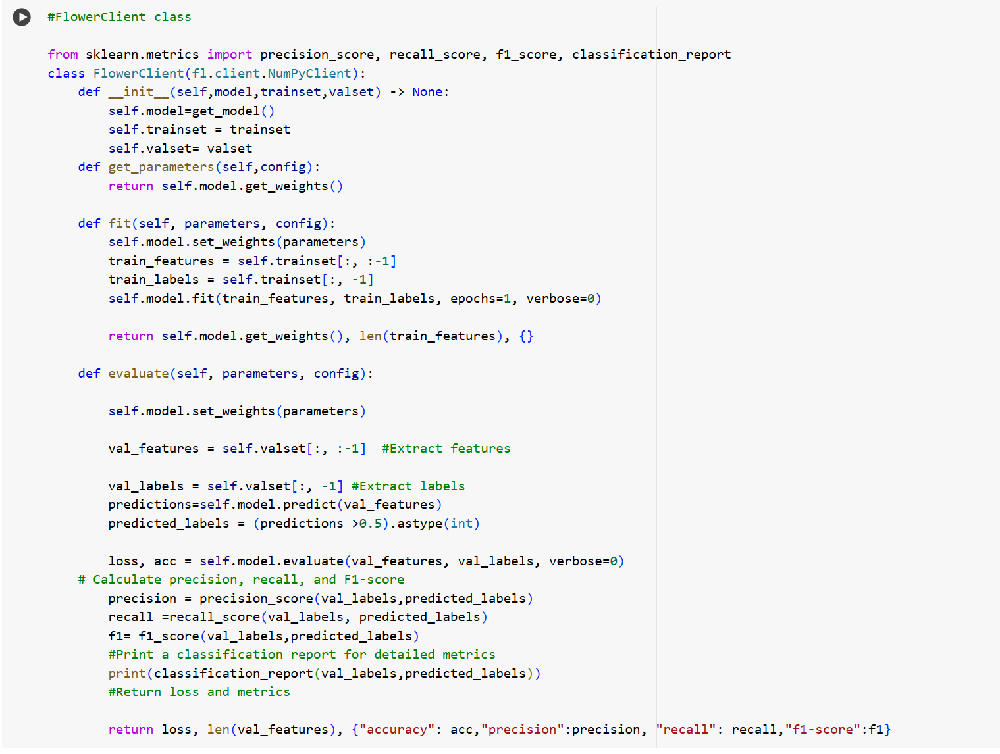 #FlowerClient class
from sklearn.metrics import precision_score, recall_score, f1_score, classification_report
class FlowerClient(fl.client.NumPyClient):
    def __init__(self,model,trainset,valset) -> None:
        self.model=get_model()
        self.trainset = trainset
        self.valset= valset
    def get_parameters(self,config):
        return self.model.get_weights()
    def fit(self, parameters, config):
        self.model.set_weights(parameters)
        train_features = self.trainset[:, :-1]
        train_labels = self.trainset[:, -1]
        self.model.fit(train_features, train_labels, epochs=1, verbose=0)
        return self.model.get_weights(), len(train_features), {}
    def evaluate(self, parameters, config):
        self.model.set_weights(parameters)
        val_features = self.valset[:, :-1]  #Extract features
        val_labels = self.valset[:, -1] #Extract labels
        predictions=self.model.predict(val_features)
        predicted_labels = (predictions >0.5).astype(int)
        loss, acc = self.model.evaluate(val_features, val_labels, verbose=0)
    # Calculate precision, recall, and F1-score
        precision = precision_score(val_labels,predicted_labels)
        recall =recall_score(val_labels, predicted_labels)
        f1= f1_score(val_labels,predicted_labels)
        #Print a classification report for detailed metrics
        print(classification_report(val_labels,predicted_labels))
        #Return loss and metrics
        return loss, len(val_features), {"accuracy": acc,"precision":precision, "recall": recall,"f1-score":f1}